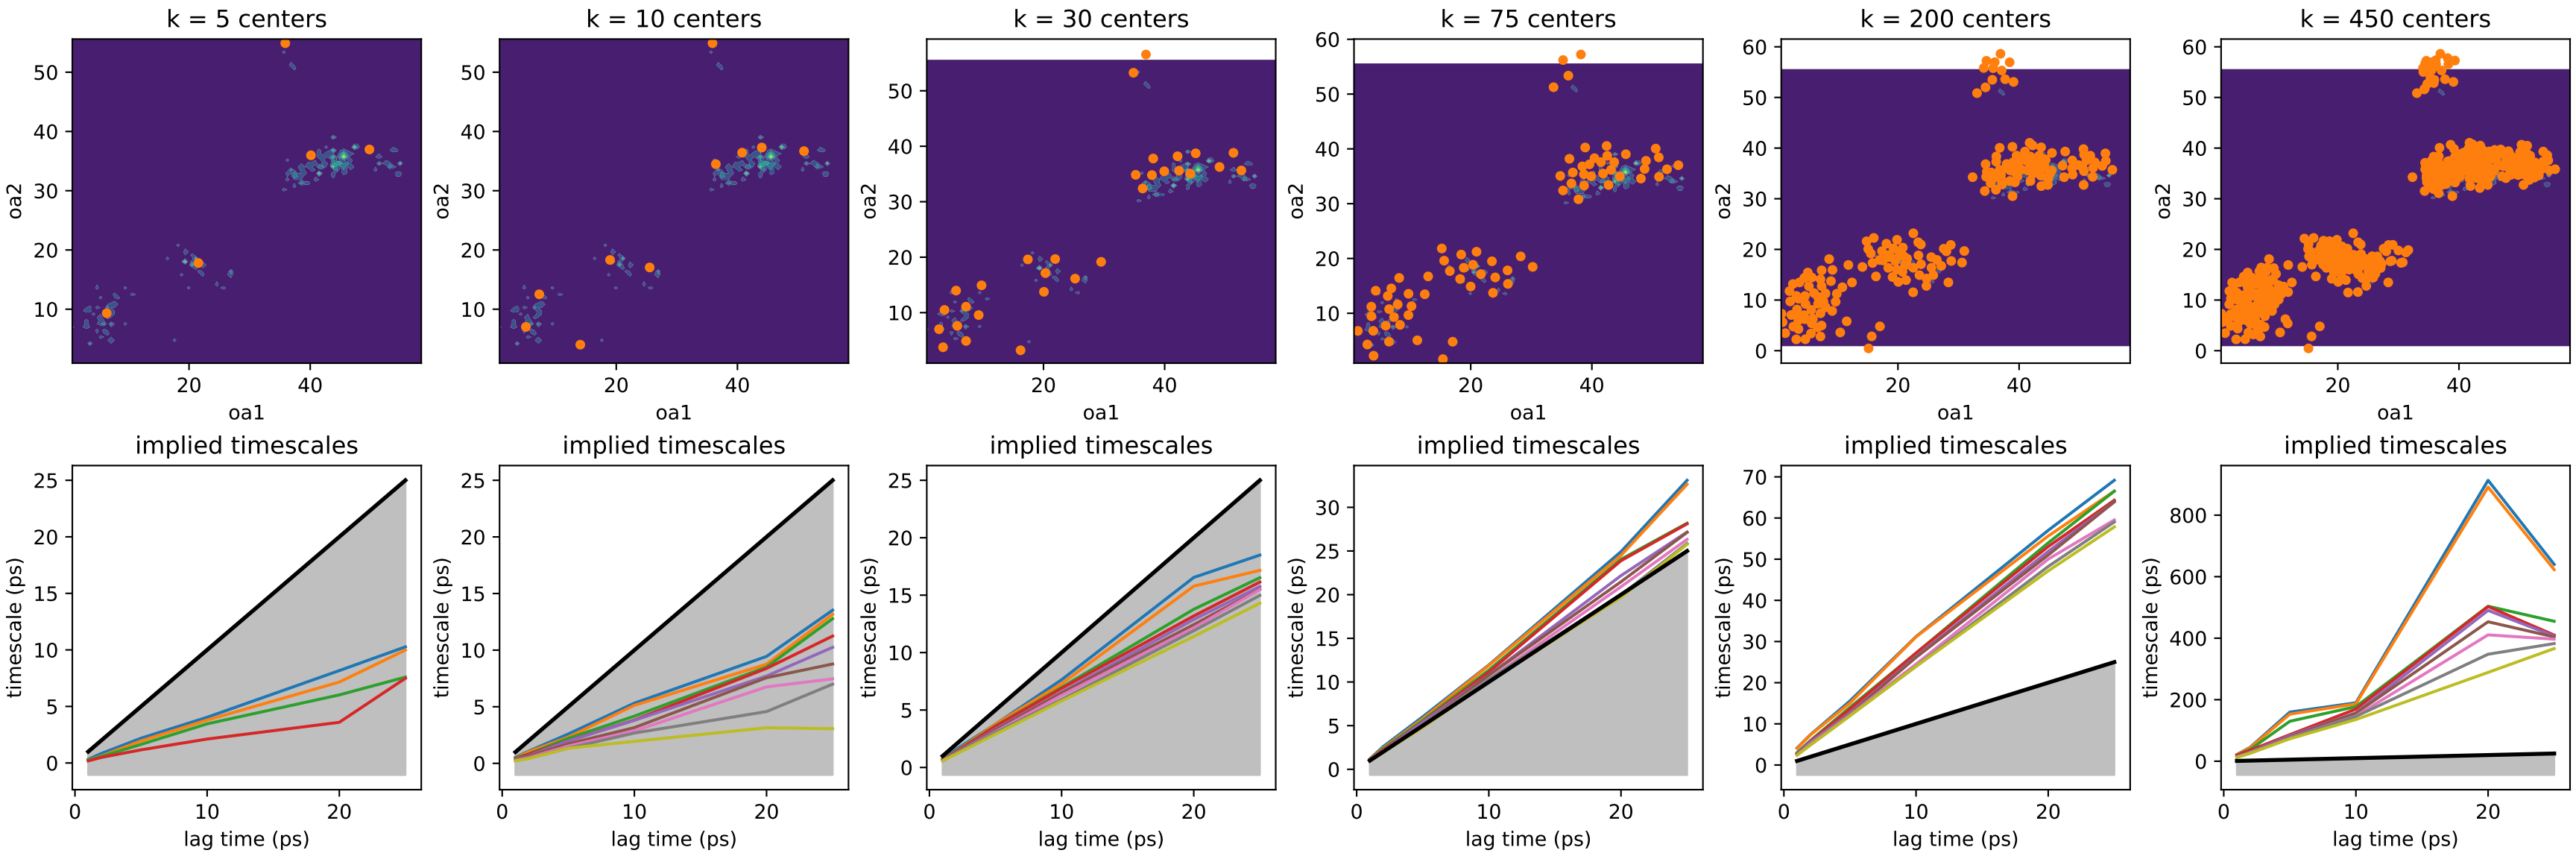 k = 5 centers
50
40
30
20
10
oa2
20
40
oa1
k = 10 centers
50
40
30
20
10
oa2
20
40
oa1
k = 30 centers
50
40
30
20
10
oa2
20
40
oa1
k = 75 centers
60
50
40
30
20
10
oa2
20
40
oa1
k = 200 centers
60
50
40
30
20
10
0
oa2
20
40
oa1
k = 450 centers
60
50
40
30
20
10
0
oa2
20
40
oa1
implied timescales
25
20
15
10
5
0
timescale (ps)
0
10
20
lag time (ps)
implied timescales
25
20
15
10
5
0
timescale (ps)
0
10
20
lag time (ps)
implied timescales
25
20
15
10
5
0
timescale (ps)
0
10
20
lag time (ps)
implied timescales
30
25
20
15
10
5
0
timescale (ps)
0
10
20
lag time (ps)
implied timescales
70
60
50
40
30
20
10
0
timescale (ps)
0
10
20
lag time (ps)
implied timescales
800
600
400
200
0
timescale (ps)
0
10
20
lag time (ps)